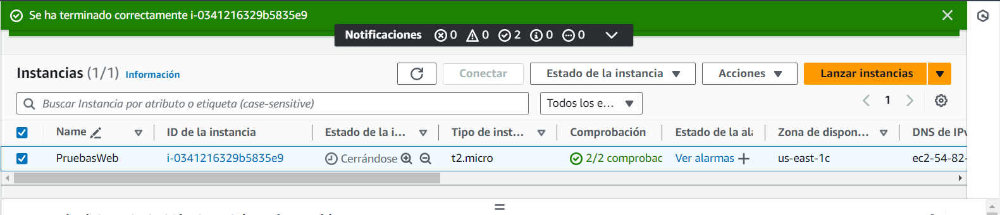 Se ha terminado correctamente i-0341216329b5835e9
Notificaciones 0 0 2 0 0
Instancias (1/1) Información
Conectar
Estado de la instancia
Acciones
Lanzar instancias
Buscar Instancia por atributo o etiqueta (case-sensitive)
Todos los e...
1
Name ID de la instancia Estado de la i... Tipo de inst... Comprobación Estado de la ala Zona de dispon... DNS de IPv
PruebasWeb i-0341216329b5835e9 Cerrándose t2.micro 2/2 comprobac Ver alarmas us-east-1c ec2-54-82-